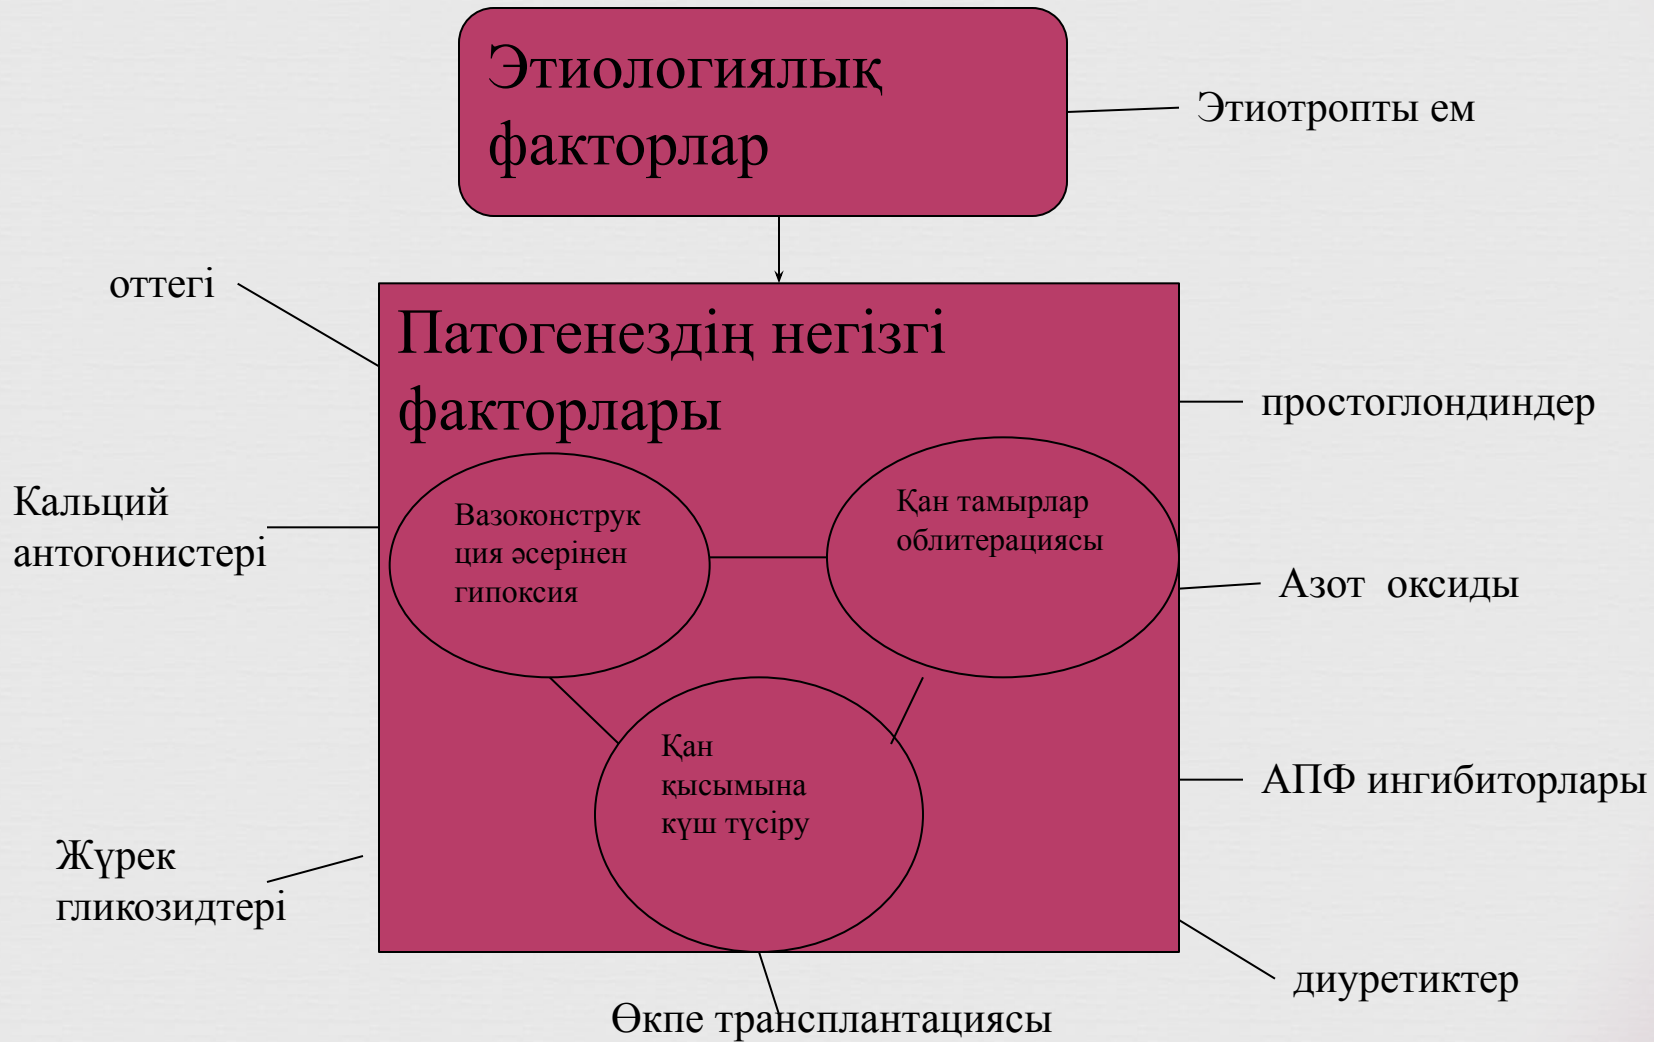 Этиологиялық
факторлар
Этиотропты ем
оттегі
Патогенездің негізгі
факторлары
простоглондиндер
Кальций
антогонистері
Вазоконструк
ция әсерінен
гипоксия
Қан тамырлар
облитерациясы
Азот оксиды
Қан
қысымына
күш түсіру
АПФ ингибиторлары
Жүрек
гликозидтері
диуретиктер
Өкпе трансплантациясы